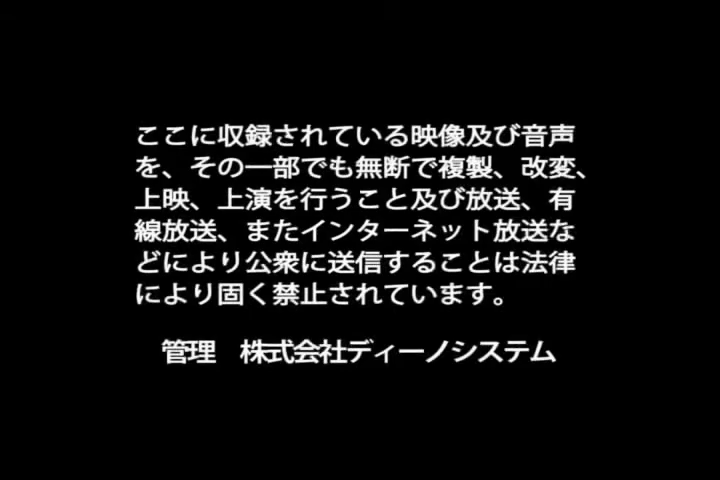 ここに収録されている映像及び音声
を、その一部でも無断で複製、改変、
上映、上演を行うこと及び放送、有
線放送、またインターネット放送な
どにより公衆に送信することは法律
により固く禁止されています。
管理　株式会社ディーノシステム